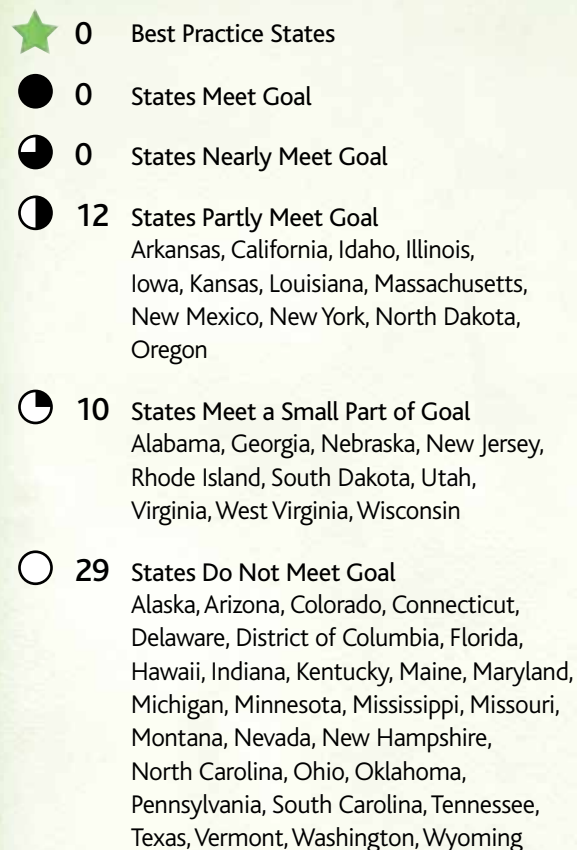 0 Best Practice States
0 States Meet Goal
0 States Nearly Meet Goal
12 States Partly Meet Goal
Arkansas, California, Idaho, Illinois,
Iowa, Kansas, Louisiana, Massachusetts,
New Mexico, New York, North Dakota,
Oregon
10 States Meet a Small Part of Goal
Alabama, Georgia, Nebraska, New Jersey,
Rhode Island, South Dakota, Utah,
Virginia, West Virginia, Wisconsin
29 States Do Not Meet Goal
Alaska, Arizona, Colorado, Connecticut,
Delaware, District of Columbia, Florida,
Hawaii, Indiana, Kentucky, Maine, Maryland,
Michigan, Minnesota, Mississippi, Missouri,
Montana, Nevada, New Hampshire,
North Carolina, Ohio, Oklahoma,
Pennsylvania, South Carolina, Tennessee,
Texas, Vermont, Washington, Wyoming